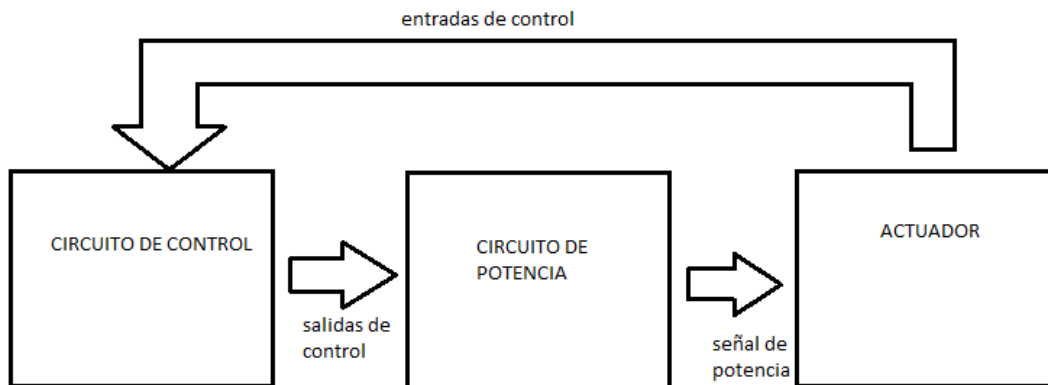 entradas de control
CIRCUITO DE CONTROL
salidas de
control
CIRCUITO DE
POTENCIA
señal de
potencia
ACTUADOR